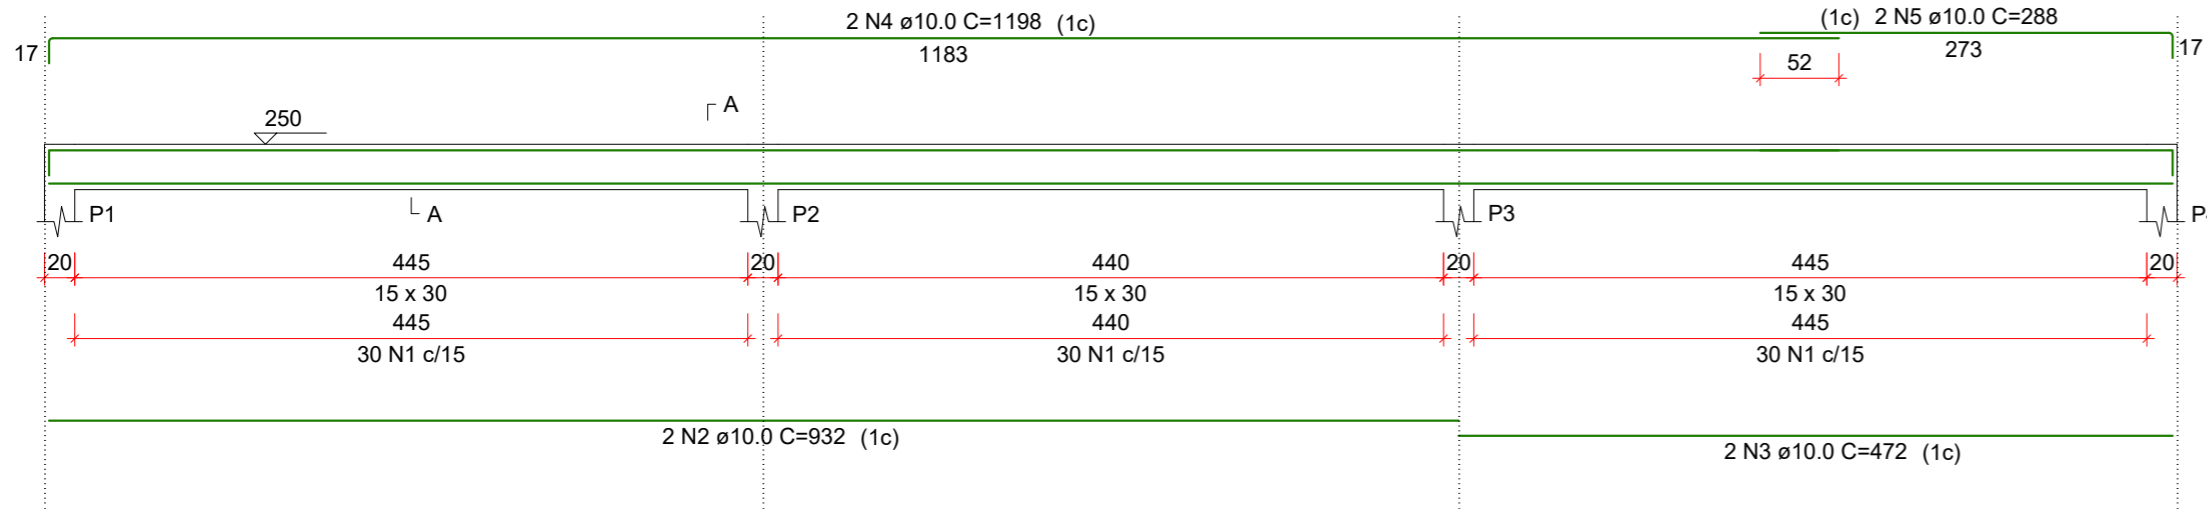 2 N4 ø10.0 C=1198 (1c)
(1c) 2 N5 ø10.0 C=288
17
1183
52
273
17
A
250
A
P1
P2
P3
20
445
20
440
20
445
20
15 x 30
15 x 30
15 x 30
445
440
445
30 N1 c/15
30 N1 c/15
30 N1 c/15
2 N2 ø10.0 C=932 (1c)
2 N3 ø10.0 C=472 (1c)